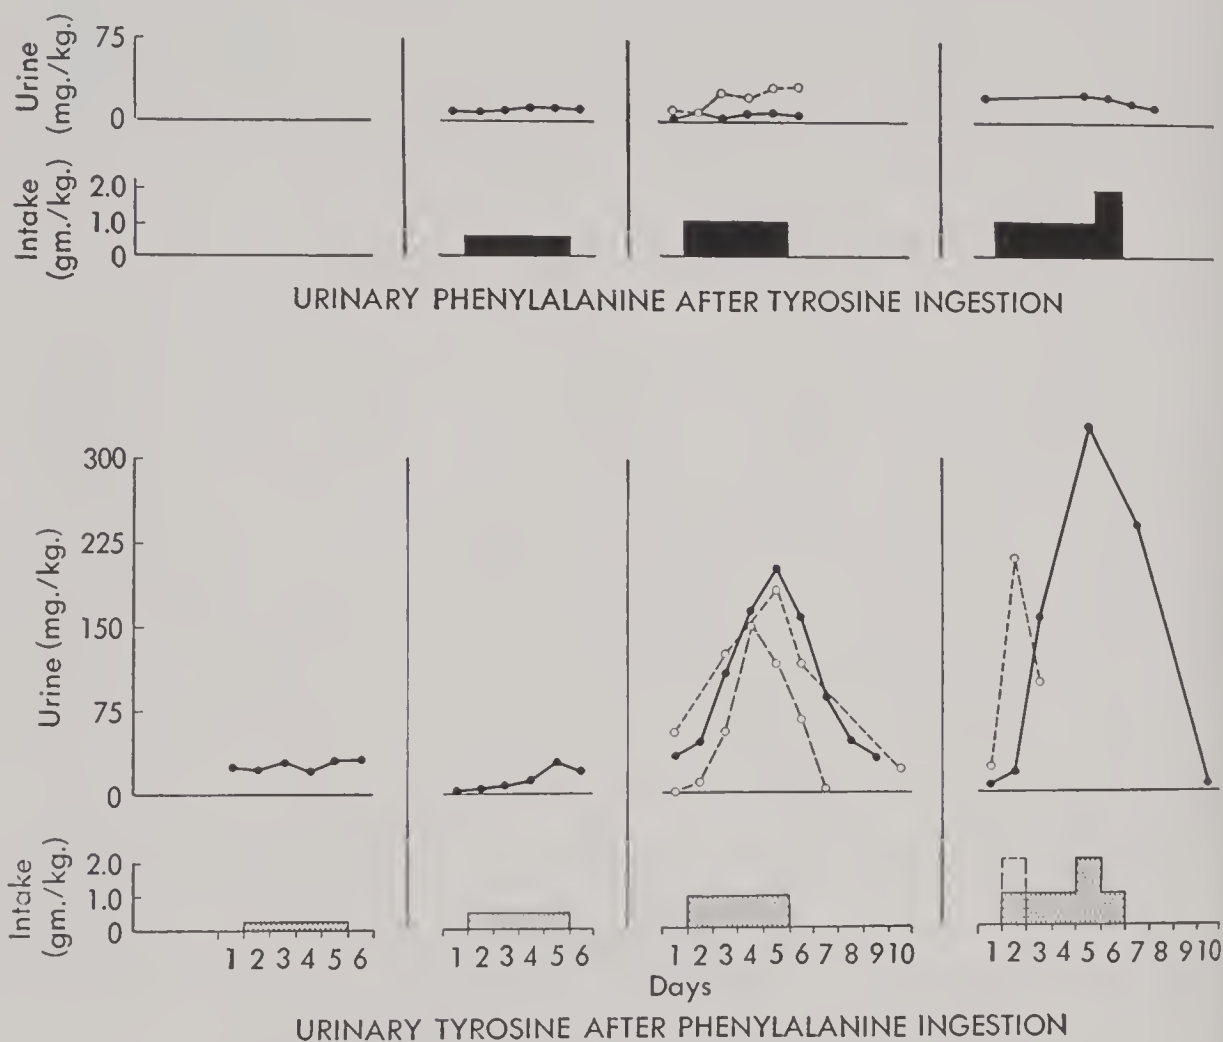 Urine
(mg./kg.)
75
0
Intake
(gm./kg.)
2.0
1.0
0
URINARY PHENYLALANINE AFTER TYROSINE INGESTION
Urine (mg./kg.)
300
225
150
75
0
Intake
(gm./kg.)
2.0
1.0
0
1 2 3 4 5 6
1 2 3 4 5 6
1 2 3 4 5 6 7 8 9 10
1 2 3 4 5 6 7 8 9 10
Days
URINARY TYROSINE AFTER PHENYLALANINE INGESTION